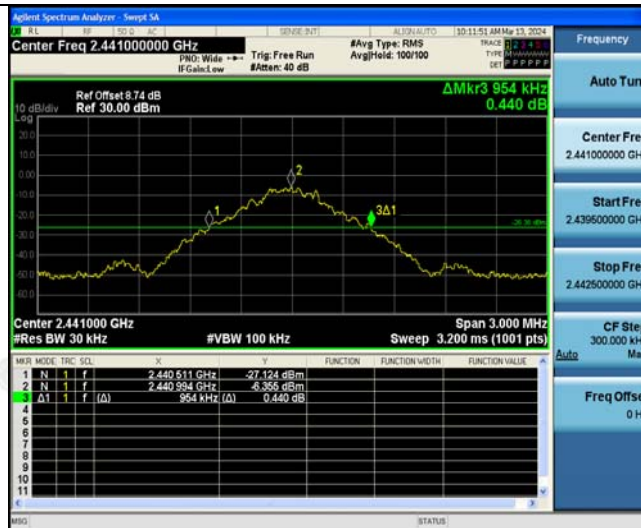 Agilent Spectrum Analyzer - Swept SA
RL RF 50 Ω AC SENSE:INT ALIGNAUTO 10:11:51 AM Mar 13, 2024
Center Freq 2.441000000 GHz
PNO: Wide
IFGain:Low
Trig: Free Run
#Atten: 40 dB
#Avg Type: RMS
Avg|Hold: 100/100
TRACE 1 2 3 4 5 6
TYPE M
DET P P P P P P
Ref Offset 8.74 dB
Ref 30.00 dBm
ΔMkr3 954 kHz
0.440 dB
10 dB/div
Log
20.0
10.0
0.00
-10.0
-20.0
-30.0
-40.0
-50.0
-60.0
1
2
3Δ1
Center 2.441000 GHz
#Res BW 30 kHz
#VBW 100 kHz
Span 3.000 MHz
Sweep 3.200 ms (1001 pts)
MKR MODE TRC SCL X Y FUNCTION FUNCTION WIDTH FUNCTION VALUE
1 N 1 f 2.440 511 GHz -27.124 dBm
2 N 1 f 2.440 994 GHz -6.355 dBm
3 Δ1 1 f (Δ) 954 kHz (Δ) 0.440 dB
4
5
6
7
8
9
10
11
MSG STATUS
Frequency
Auto Tun
Center Fre
2.441000000 GH
Start Fre
2.439500000 GH
Stop Fre
2.442500000 GH
CF Ste
300.000 kH
Auto Ma
Freq Offse
0 H